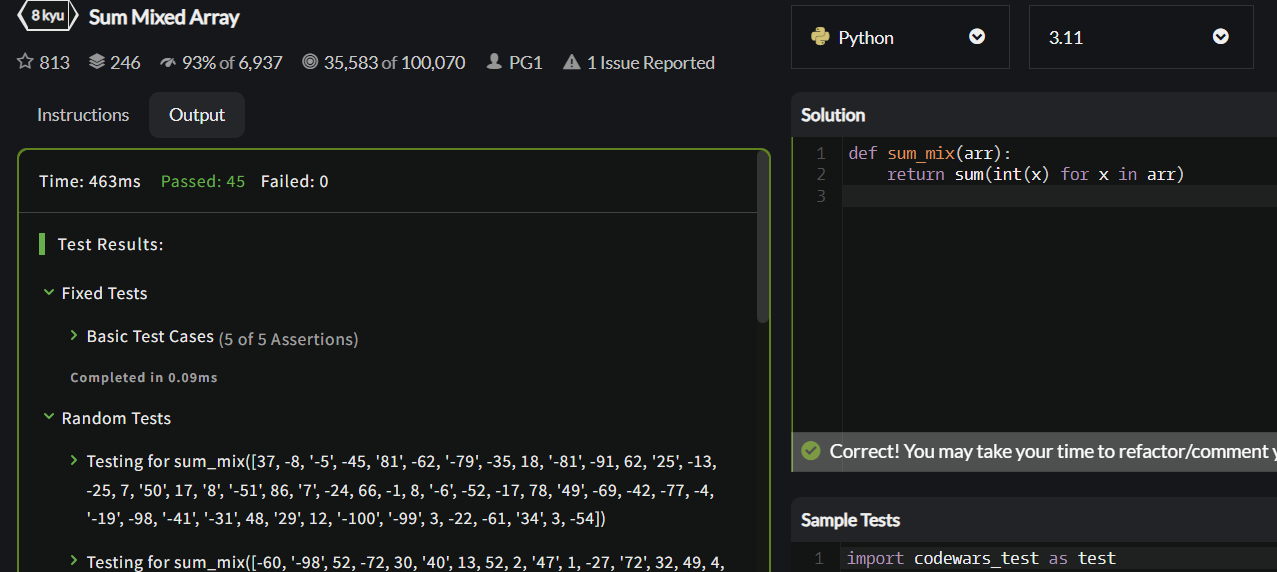 8 kyu Sum Mixed Array
813 246 93% of 6,937 35,583 of 100,070 PG1 1 Issue Reported
Instructions Output
Time: 463ms Passed: 45 Failed: 0
Test Results:
Fixed Tests
Basic Test Cases (5 of 5 Assertions)
Completed in 0.09ms
Random Tests
Testing for sum_mix([37, -8, '-5', -45, '81', -62, '-79', -35, 18, '-81', -91, 62, '25', -13,
-25, 7, '50', 17, '8', '-51', 86, '7', -24, 66, -1, 8, '-6', -52, -17, 78, '49', -69, -42, -77, -4,
'-19', -98, '-41', '-31', 48, '29', 12, '-100', '-99', 3, -22, -61, '34', 3, -54])
Testing for sum_mix([-60, '-98', 52, -72, 30, '40', 13, 52, 2, '47', 1, -27, '72', 32, 49, 4,
Python 3.11
Solution
1 def sum_mix(arr):
2 return sum(int(x) for x in arr)
3
Correct! You may take your time to refactor/comment y
Sample Tests
1 import codewars_test as test